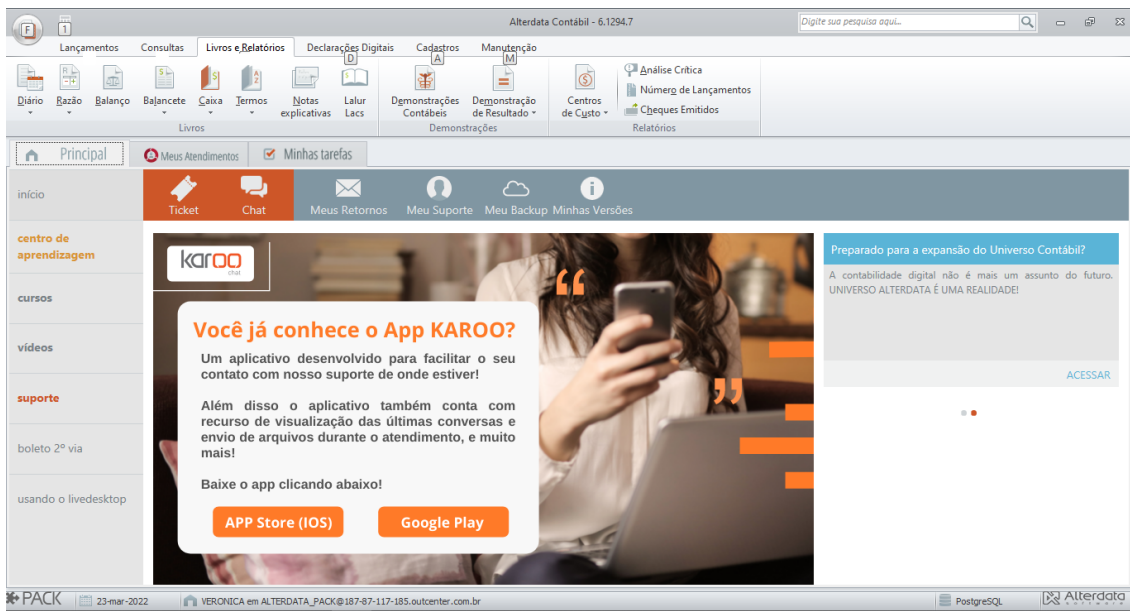 Alterdata Contábil - 6.1294.7
Digite sua pesquisa aqui...
F
1
Lançamentos
Consultas
Livros e Relatórios
Declarações Digitais
Cadastros
Manutenção
D
A
M
Diário
Razão
Balanço
Balancete
Caixa
Termos
Notas
explicativas
Lalur
Lacs
Demonstrações
Contábeis
Demonstração
de Resultado
Centros
de Custo
Análise Crítica
Número de Lançamentos
Cheques Emitidos
Livros
Demonstrações
Relatórios
Principal
Meus Atendimentos
Minhas tarefas
início
centro de
aprendizagem
cursos
vídeos
suporte
boleto 2º via
usando o livedesktop
Ticket
Chat
Meus Retornos
Meu Suporte
Meu Backup
Minhas Versões
karoo
chat
Você já conhece o App KAROO?
Um aplicativo desenvolvido para facilitar o seu
contato com nosso suporte de onde estiver!
Além disso o aplicativo também conta com
recurso de visualização das últimas conversas e
envio de arquivos durante o atendimento, e muito
mais!
Baixe o app clicando abaixo!
APP Store (IOS)
Google Play
Preparado para a expansão do Universo Contábil?
A contabilidade digital não é mais um assunto do futuro.
UNIVERSO ALTERDATA É UMA REALIDADE!
ACESSAR
PACK
23-mar-2022
VERONICA em ALTERDATA_PACK@187-87-117-185.outcenter.com.br
PostgreSQL
Alterdata
software